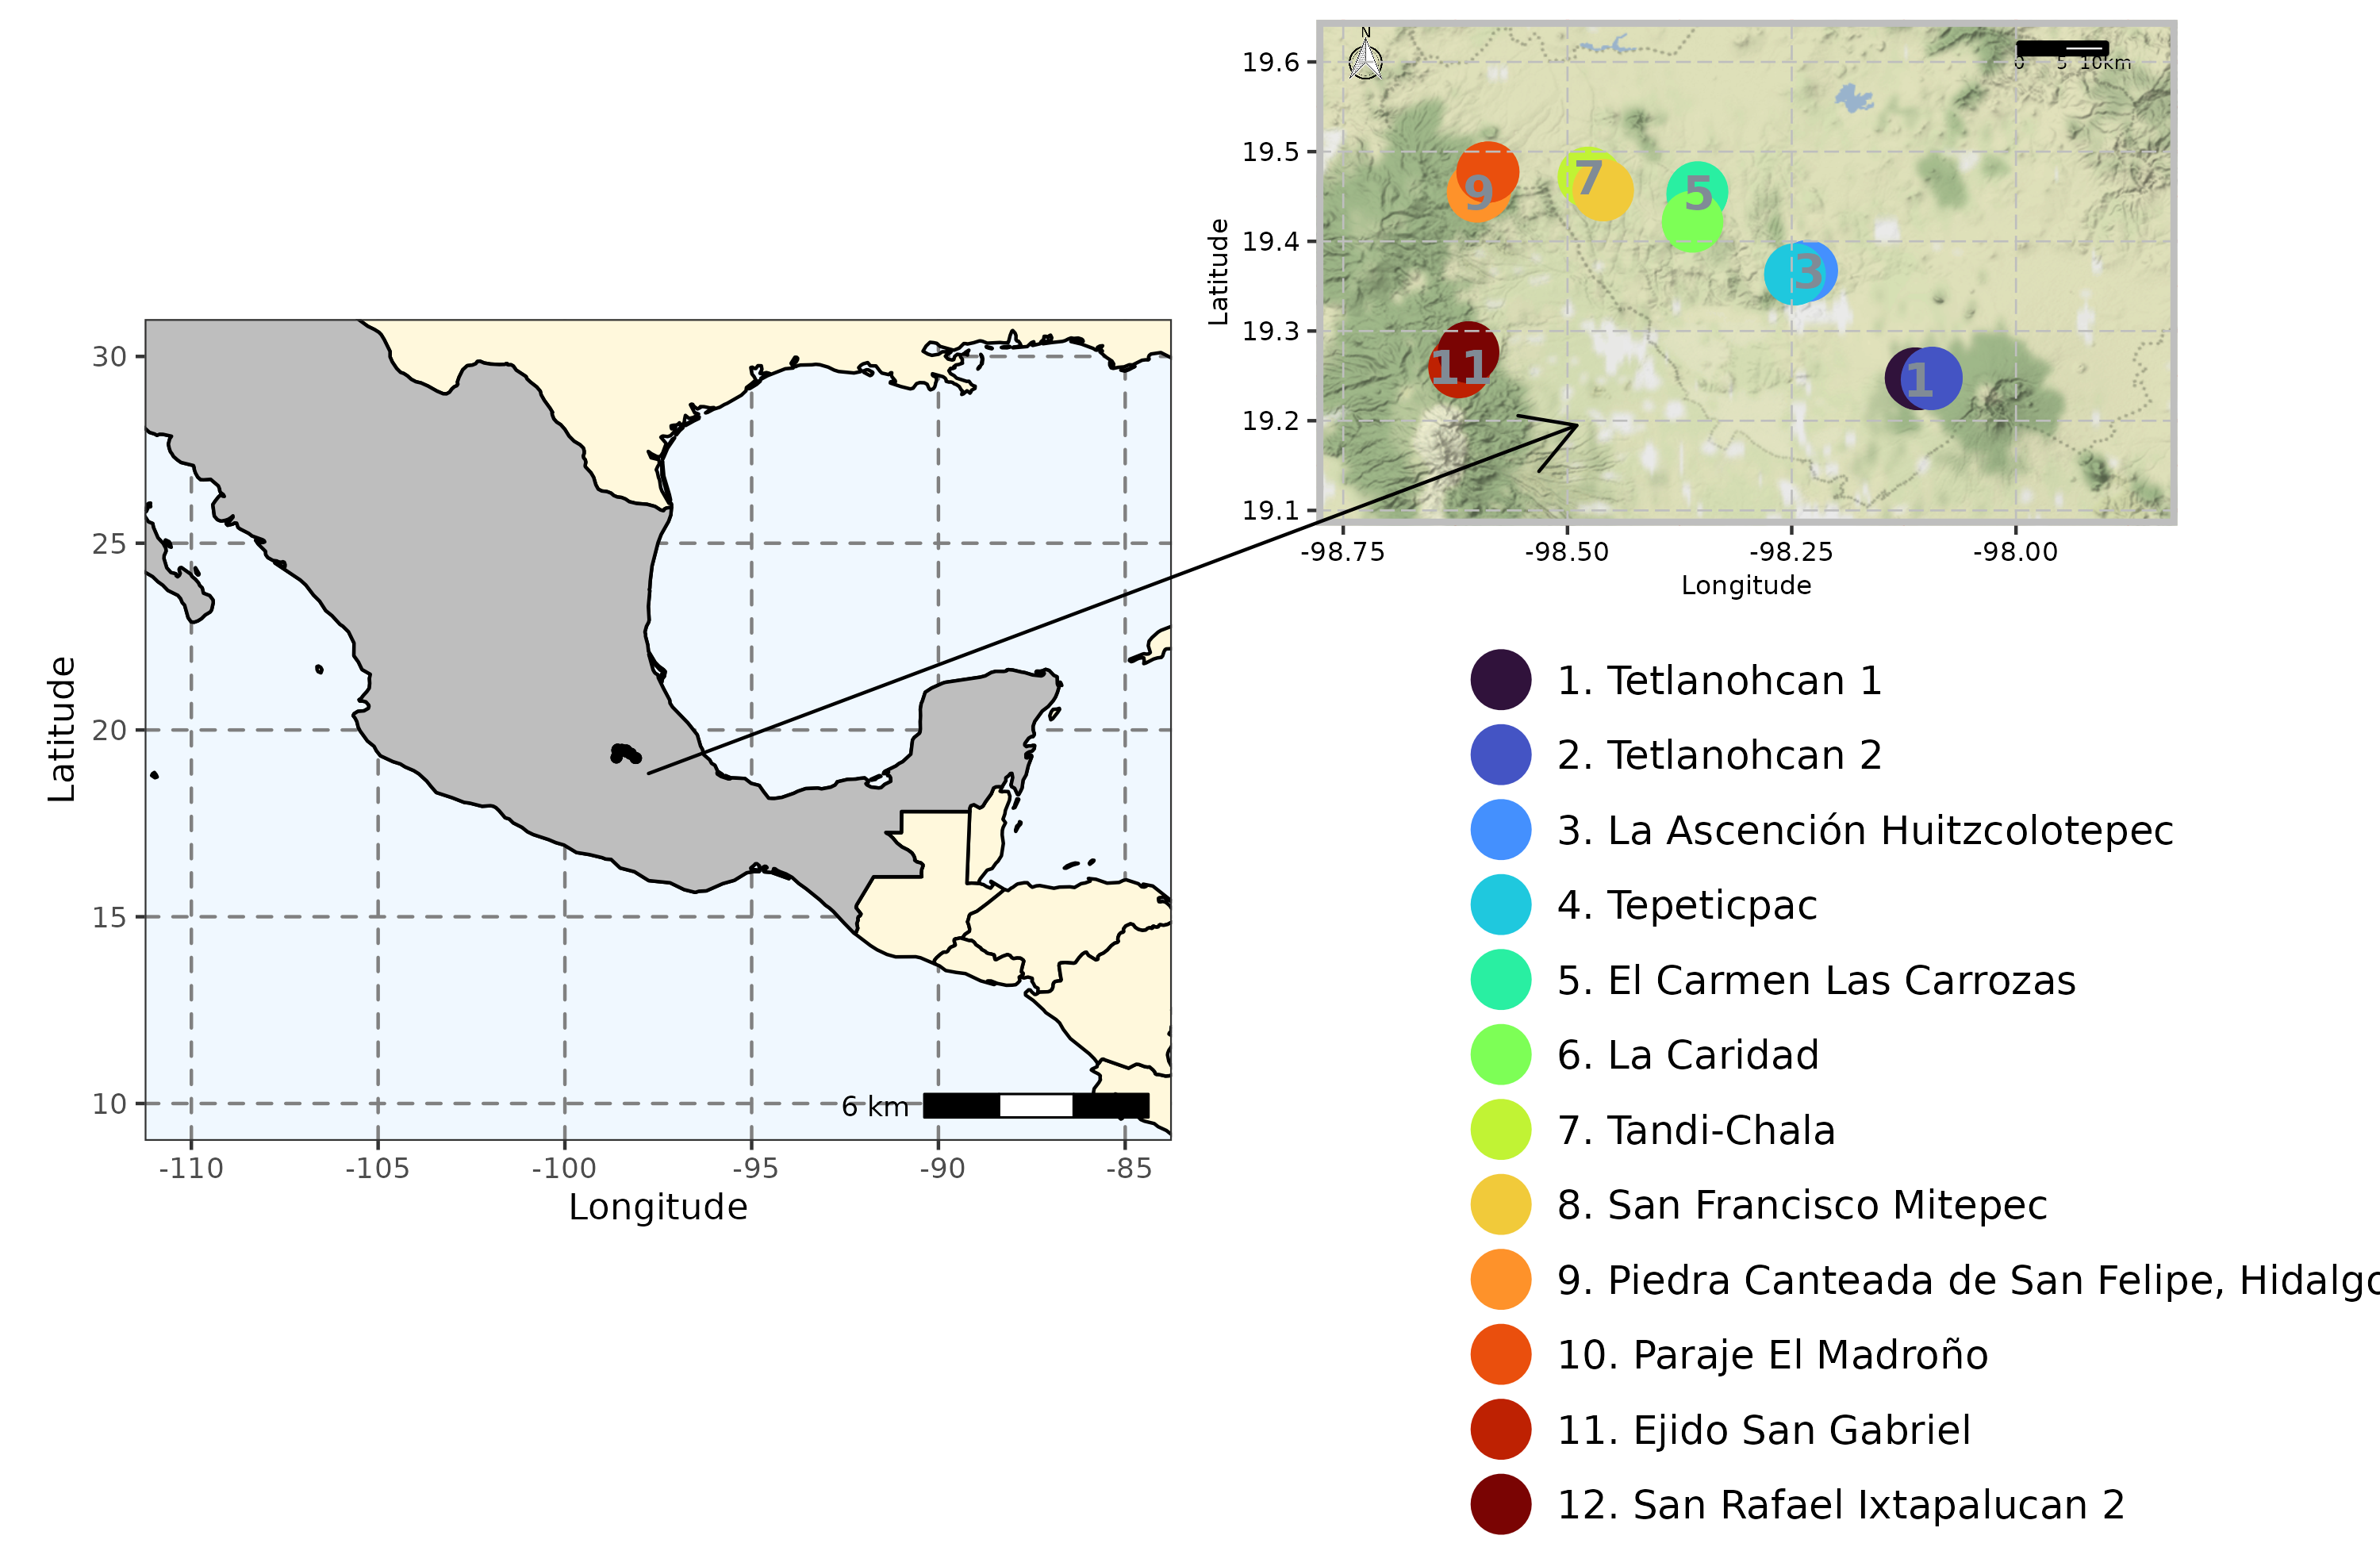 30
25
20
15
10
Latitude
-110
-105
-100
-95
-90
-85
Longitude
6 km
N
0 5 10km
19.6
19.5
19.4
19.3
19.2
19.1
Latitude
-98.75
-98.50
-98.25
-98.00
Longitude
9
7
5
3
11
1
1. Tetlanohcan 1
2. Tetlanohcan 2
3. La Ascención Huitzcolotepec
4. Tepeticpac
5. El Carmen Las Carrozas
6. La Caridad
7. Tandi-Chala
8. San Francisco Mitepec
9. Piedra Canteada de San Felipe, Hidalgo
10. Paraje El Madroño
11. Ejido San Gabriel
12. San Rafael Ixtapalucan 2